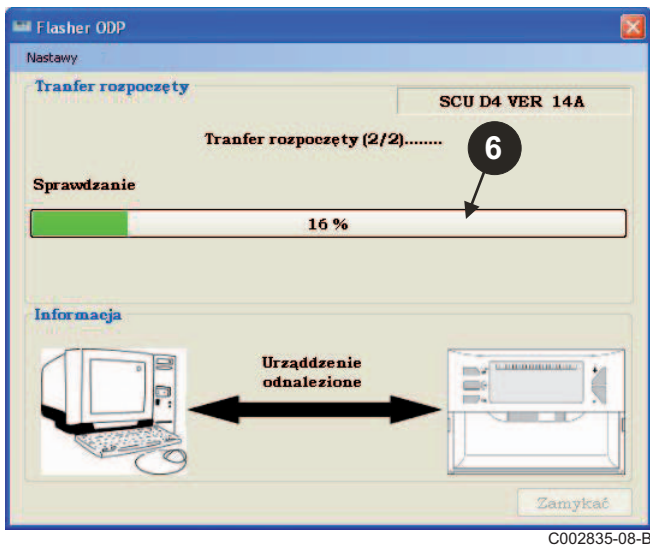 Flasher ODP
Nastawy
Tranfer rozpoczęty
SCU D4 VER 14A
Tranfer rozpoczęty (2/2)........
6
Sprawdzanie
16 %
Informacja
Urząddzenie
odnalezione
Zamykać
C002835-08-B